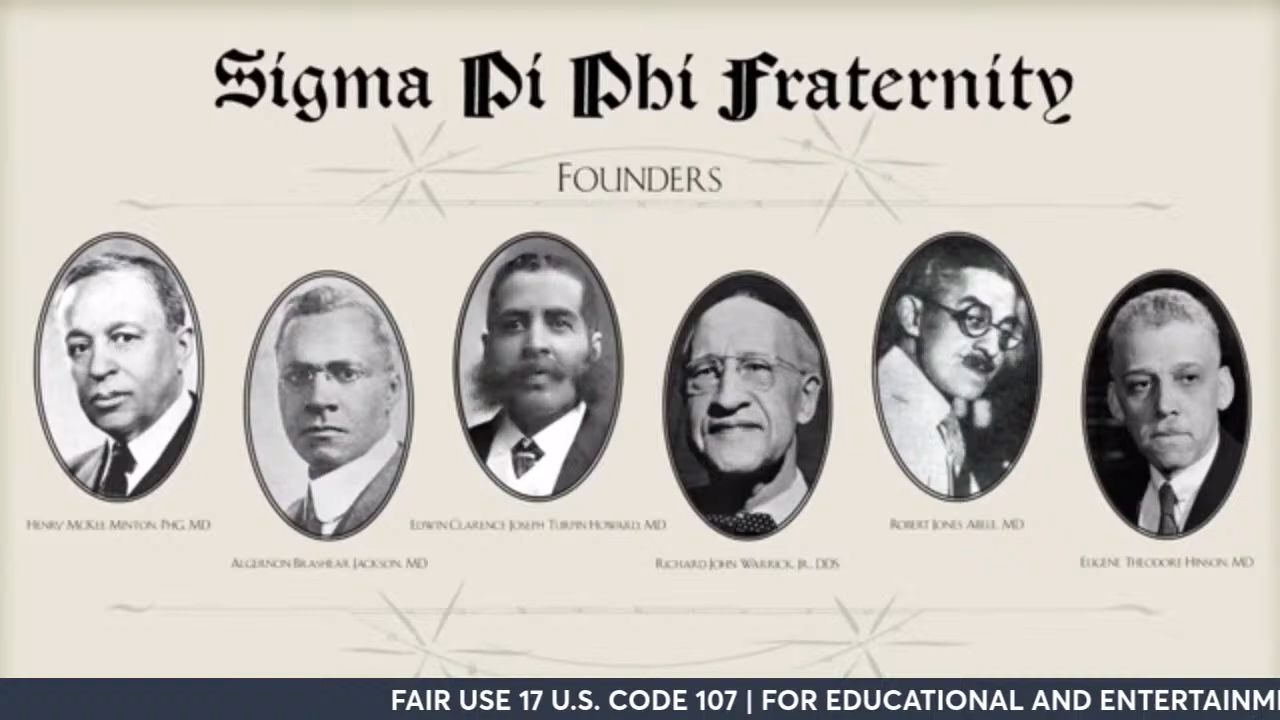 Sigma Pi Phi Fraternity
FOUNDERS
HENRY MCKEE MINTON, PHG, MD
EDWIN CLARENCE JOSEPH TURPIN HOWARD, MD
ROBERT JONES ABELE, MD
ALGERNON BRASHEAR JACKSON, MD
RICHARD JOHN WARRICK, JR., DDS
EUGENE THEODORE HINSON, MD
FAIR USE 17 U.S. CODE 107 | FOR EDUCATIONAL AND ENTERTAINM